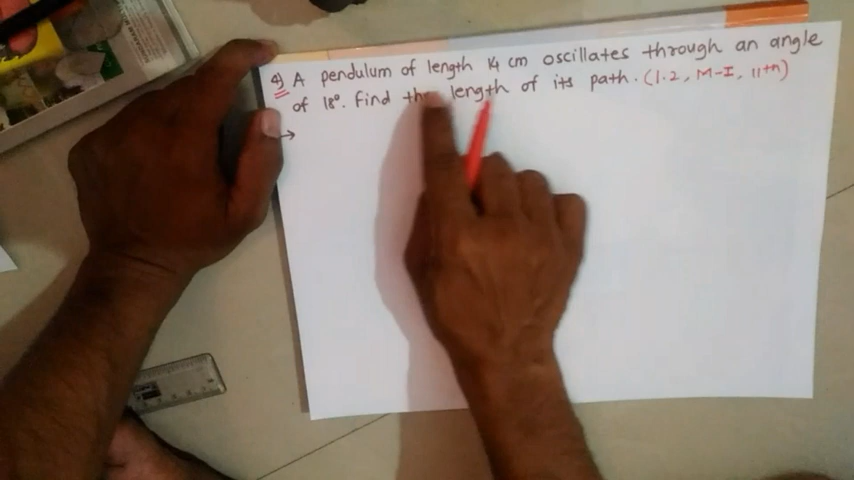 4) A pendulum of length 14 cm oscillates through an angle
of 18°. Find the length of its path. (1.2, M-I, 11th)
→